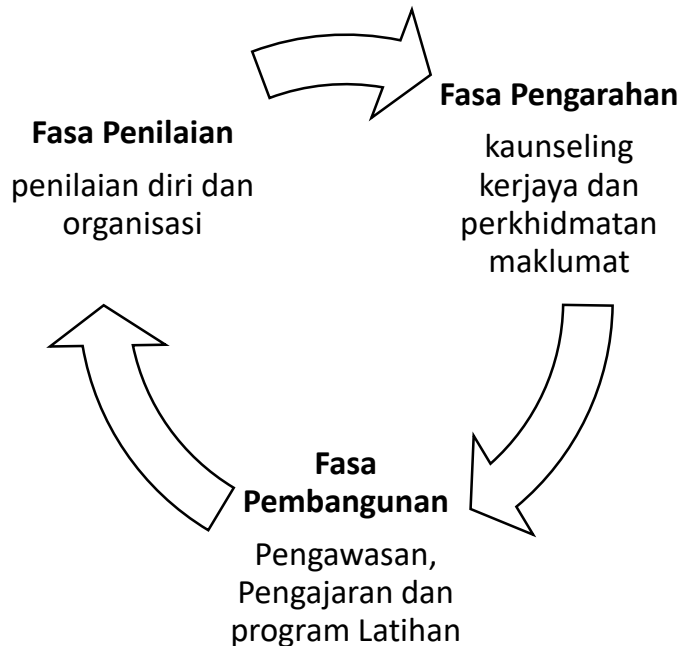 Fasa Penilaian
penilaian diri dan
organisasi
Fasa Pengarahan
kaunseling
kerjaya dan
perkhidmatan
maklumat
Fasa
Pembangunan
Pengawasan,
Pengajaran dan
program Latihan